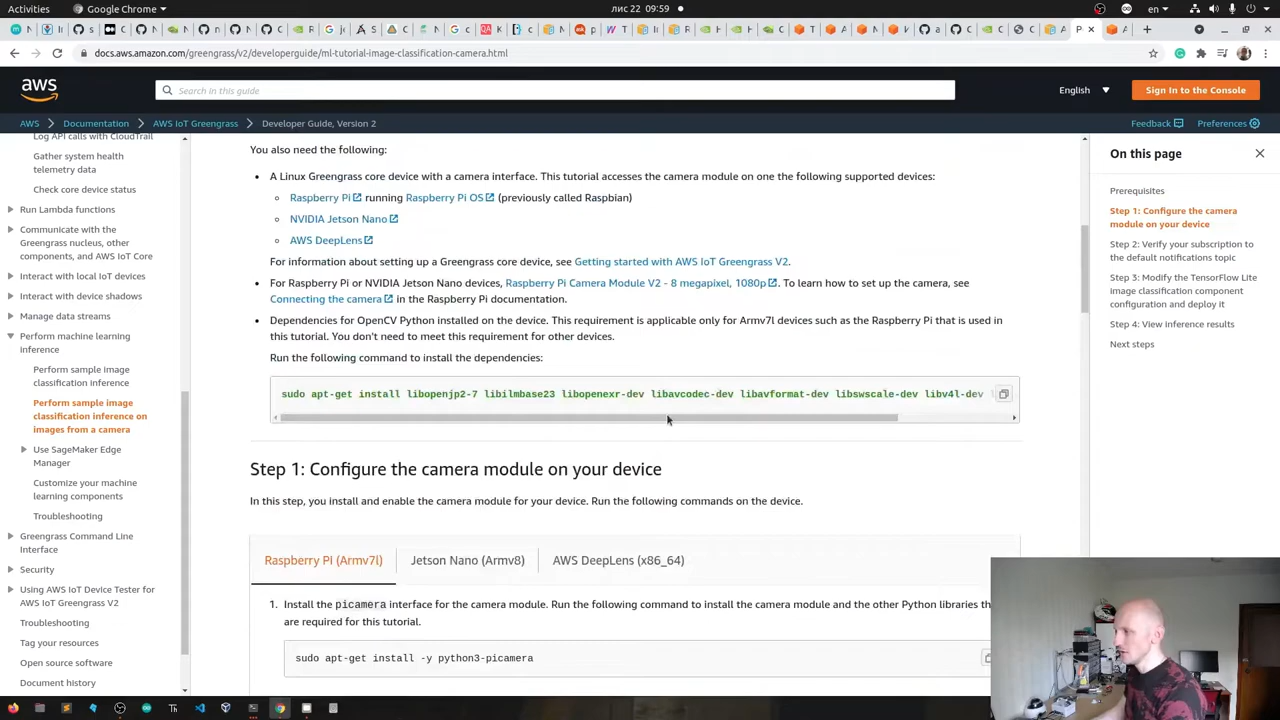 Activities
Google Chrome
лис 22 09:59
en
docs.aws.amazon.com/greengrass/v2/developerguide/ml-tutorial-image-classification-camera.html
aws
Search in this guide
English
Sign In to the Console
AWS
Documentation
AWS IoT Greengrass
Developer Guide, Version 2
Feedback
Preferences
Log API calls with CloudTrail
Gather system health
telemetry data
Check core device status
Run Lambda functions
Communicate with the
Greengrass nucleus, other
components, and AWS IoT Core
Interact with local IoT devices
Interact with device shadows
Manage data streams
Perform machine learning
inference
Perform sample image
classification inference
Perform sample image
classification inference on
images from a camera
Use SageMaker Edge
Manager
Customize your machine
learning components
Troubleshooting
Greengrass Command Line
Interface
Security
Using AWS IoT Device Tester for
AWS IoT Greengrass V2
Troubleshooting
Tag your resources
Open source software
Document history
You also need the following:
A Linux Greengrass core device with a camera interface. This tutorial accesses the camera module on one the following supported devices:
Raspberry Pi running Raspberry Pi OS (previously called Raspbian)
NVIDIA Jetson Nano
AWS DeepLens
For information about setting up a Greengrass core device, see Getting started with AWS IoT Greengrass V2.
For Raspberry Pi or NVIDIA Jetson Nano devices, Raspberry Pi Camera Module V2 - 8 megapixel, 1080p. To learn how to set up the camera, see
Connecting the camera in the Raspberry Pi documentation.
Dependencies for OpenCV Python installed on the device. This requirement is applicable only for Armv7l devices such as the Raspberry Pi that is used in
this tutorial. You don't need to meet this requirement for other devices.
Run the following command to install the dependencies:
sudo apt-get install libopenjp2-7 libilmbase23 libopenexr-dev libavcodec-dev libavformat-dev libswscale-dev libv4l-dev
Step 1: Configure the camera module on your device
In this step, you install and enable the camera module for your device. Run the following commands on the device.
Raspberry PI (Armv7l)
Jetson Nano (Armv8)
AWS DeepLens (x86_64)
1. Install the picamera interface for the camera module. Run the following command to install the camera module and the other Python libraries th
are required for this tutorial.
sudo apt-get install -y python3-picamera
On this page
Prerequisites
Step 1: Configure the camera
module on your device
Step 2: Verify your subscription to
the default notifications topic
Step 3: Modify the TensorFlow Lite
image classification component
configuration and deploy it
Step 4: View inference results
Next steps